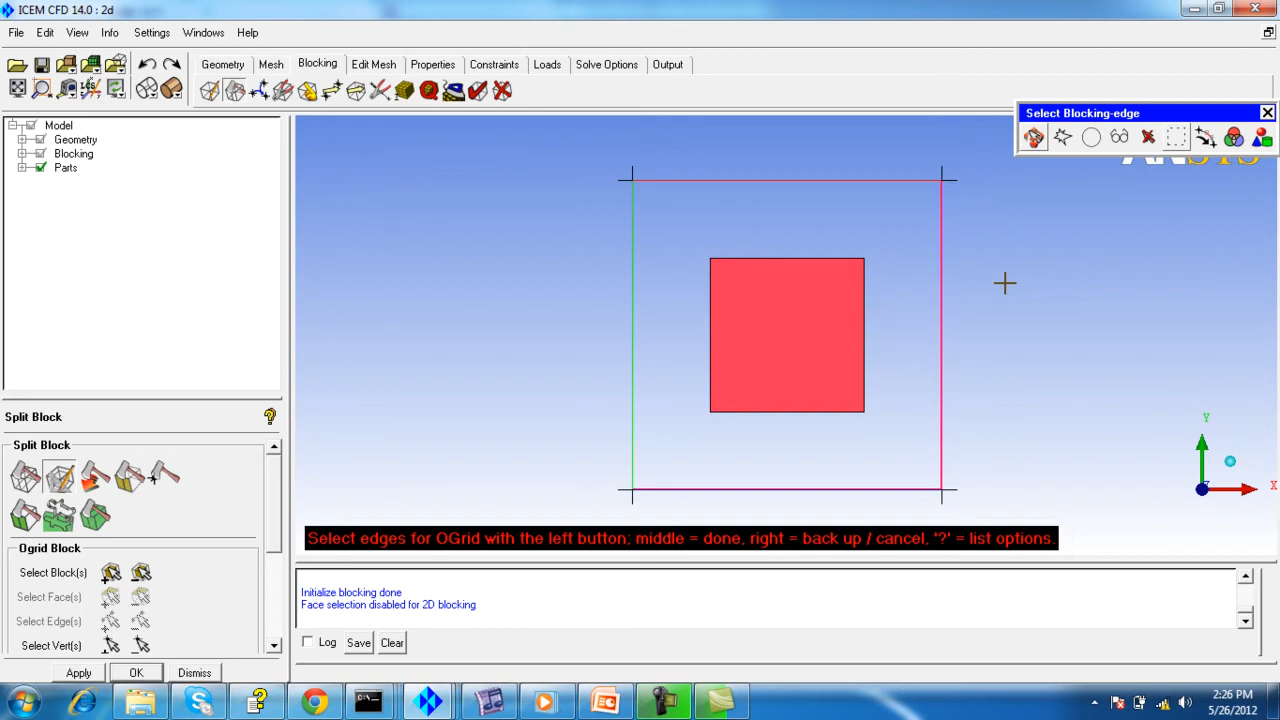 ICEM CFD 14.0 : 2d
File Edit View Info Settings Windows Help
Geometry Mesh Blocking Edit Mesh Properties Constraints Loads Solve Options Output
LCS
Model
Geometry
Blocking
Parts
Select Blocking-edge
ANSYS
Split Block
Split Block
Ogrid Block
Select Block(s)
Select Face(s)
Select Edge(s)
Select Vert(s)
Apply OK Dismiss
Y
X
Select edges for OGrid with the left button; middle = done, right = back up / cancel, '?' = list options.
Initialize blocking done
Face selection disabled for 2D blocking
Log Save Clear
2:26 PM
5/26/2012